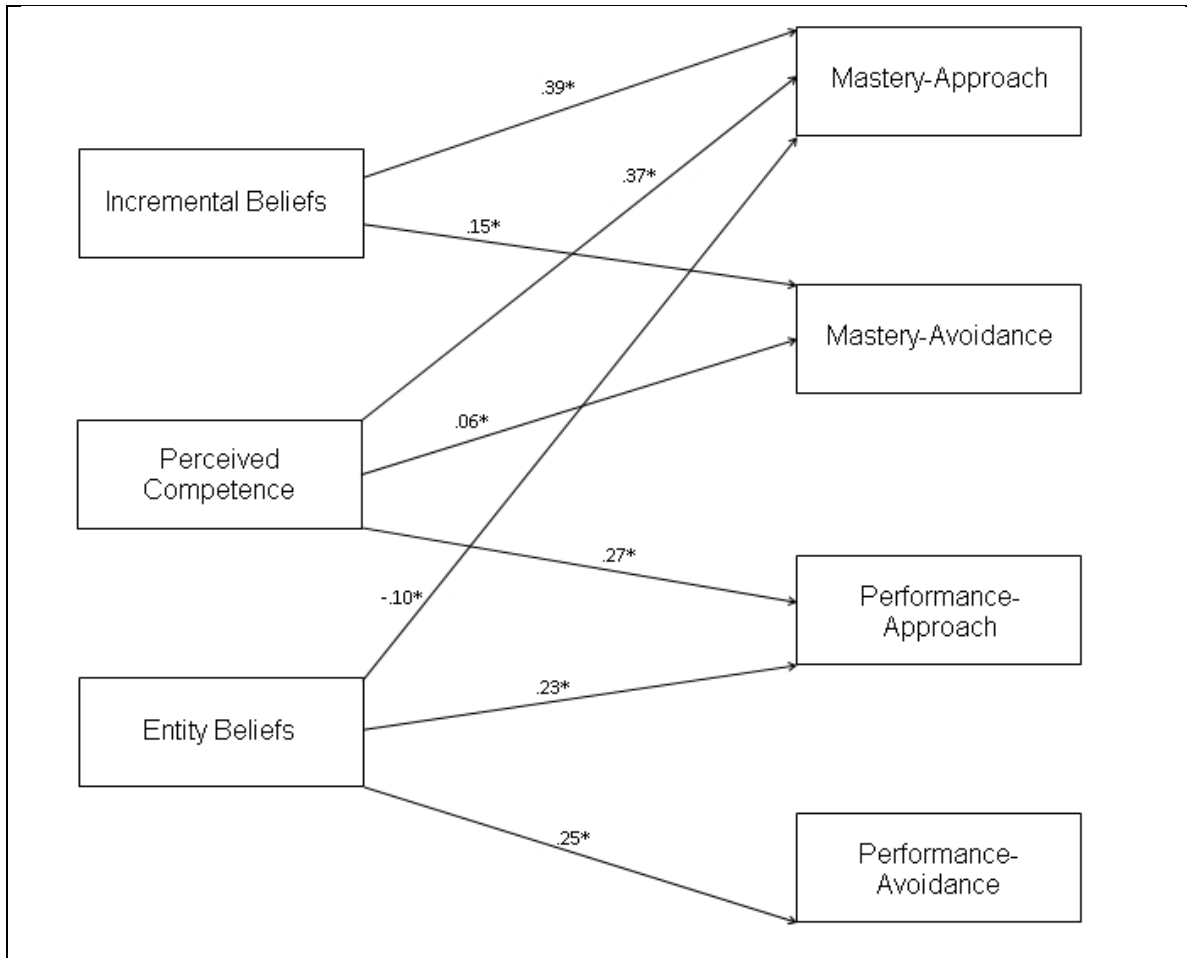 Mastery-Approach
.39*
.37*
Incremental Beliefs
.15*
Mastery-Avoidance
.06*
Perceived
Competence
.27*
Performance-
Approach
-.10*
.23*
Entity Beliefs
.25*
Performance-
Avoidance